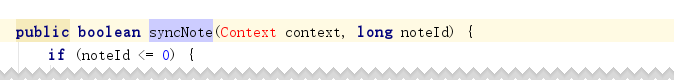 public boolean syncNote(Context context, long noteId) {
if (noteId <= 0) {